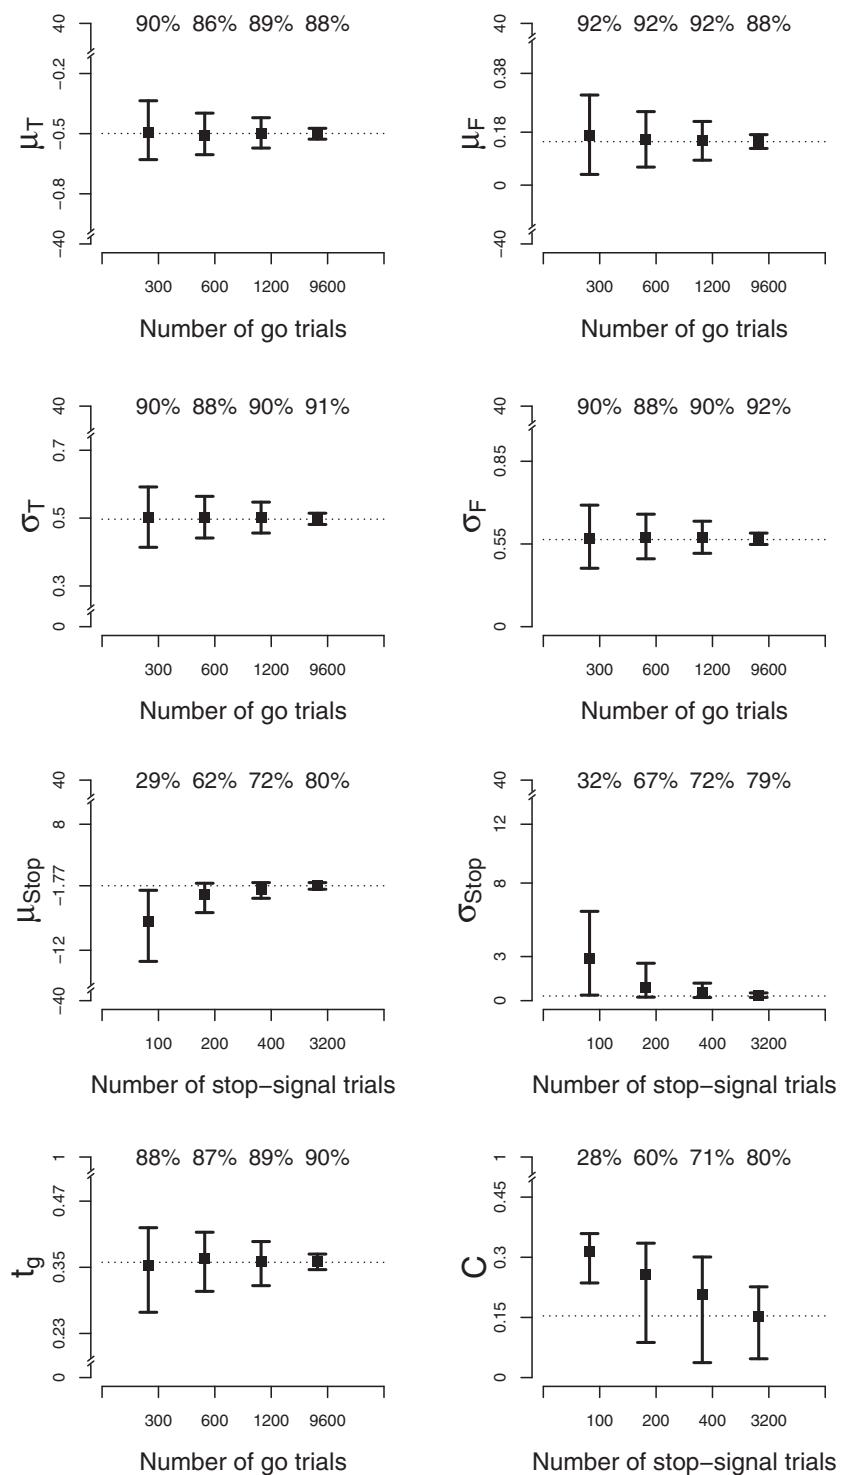 40 90% 86% 89% 88%
−0.2
μT
−0.5
−0.8
−40
300 600 1200 9600
Number of go trials
40 92% 92% 92% 88%
0.38
μF
0.18
0
−40
300 600 1200 9600
Number of go trials
40 90% 88% 90% 91%
0.7
σT
0.5
0.3
0
300 600 1200 9600
Number of go trials
40 90% 88% 90% 92%
0.85
σF
0.55
0
300 600 1200 9600
Number of go trials
40 29% 62% 72% 80%
8
μStop
−1.77
−12
−40
100 200 400 3200
Number of stop−signal trials
40 32% 67% 72% 79%
12
σStop
8
3
0
100 200 400 3200
Number of stop−signal trials
1 88% 87% 89% 90%
0.47
tg
0.35
0.23
0
300 600 1200 9600
Number of go trials
1 28% 60% 71% 80%
0.45
C
0.3
0.15
0
100 200 400 3200
Number of stop−signal trials